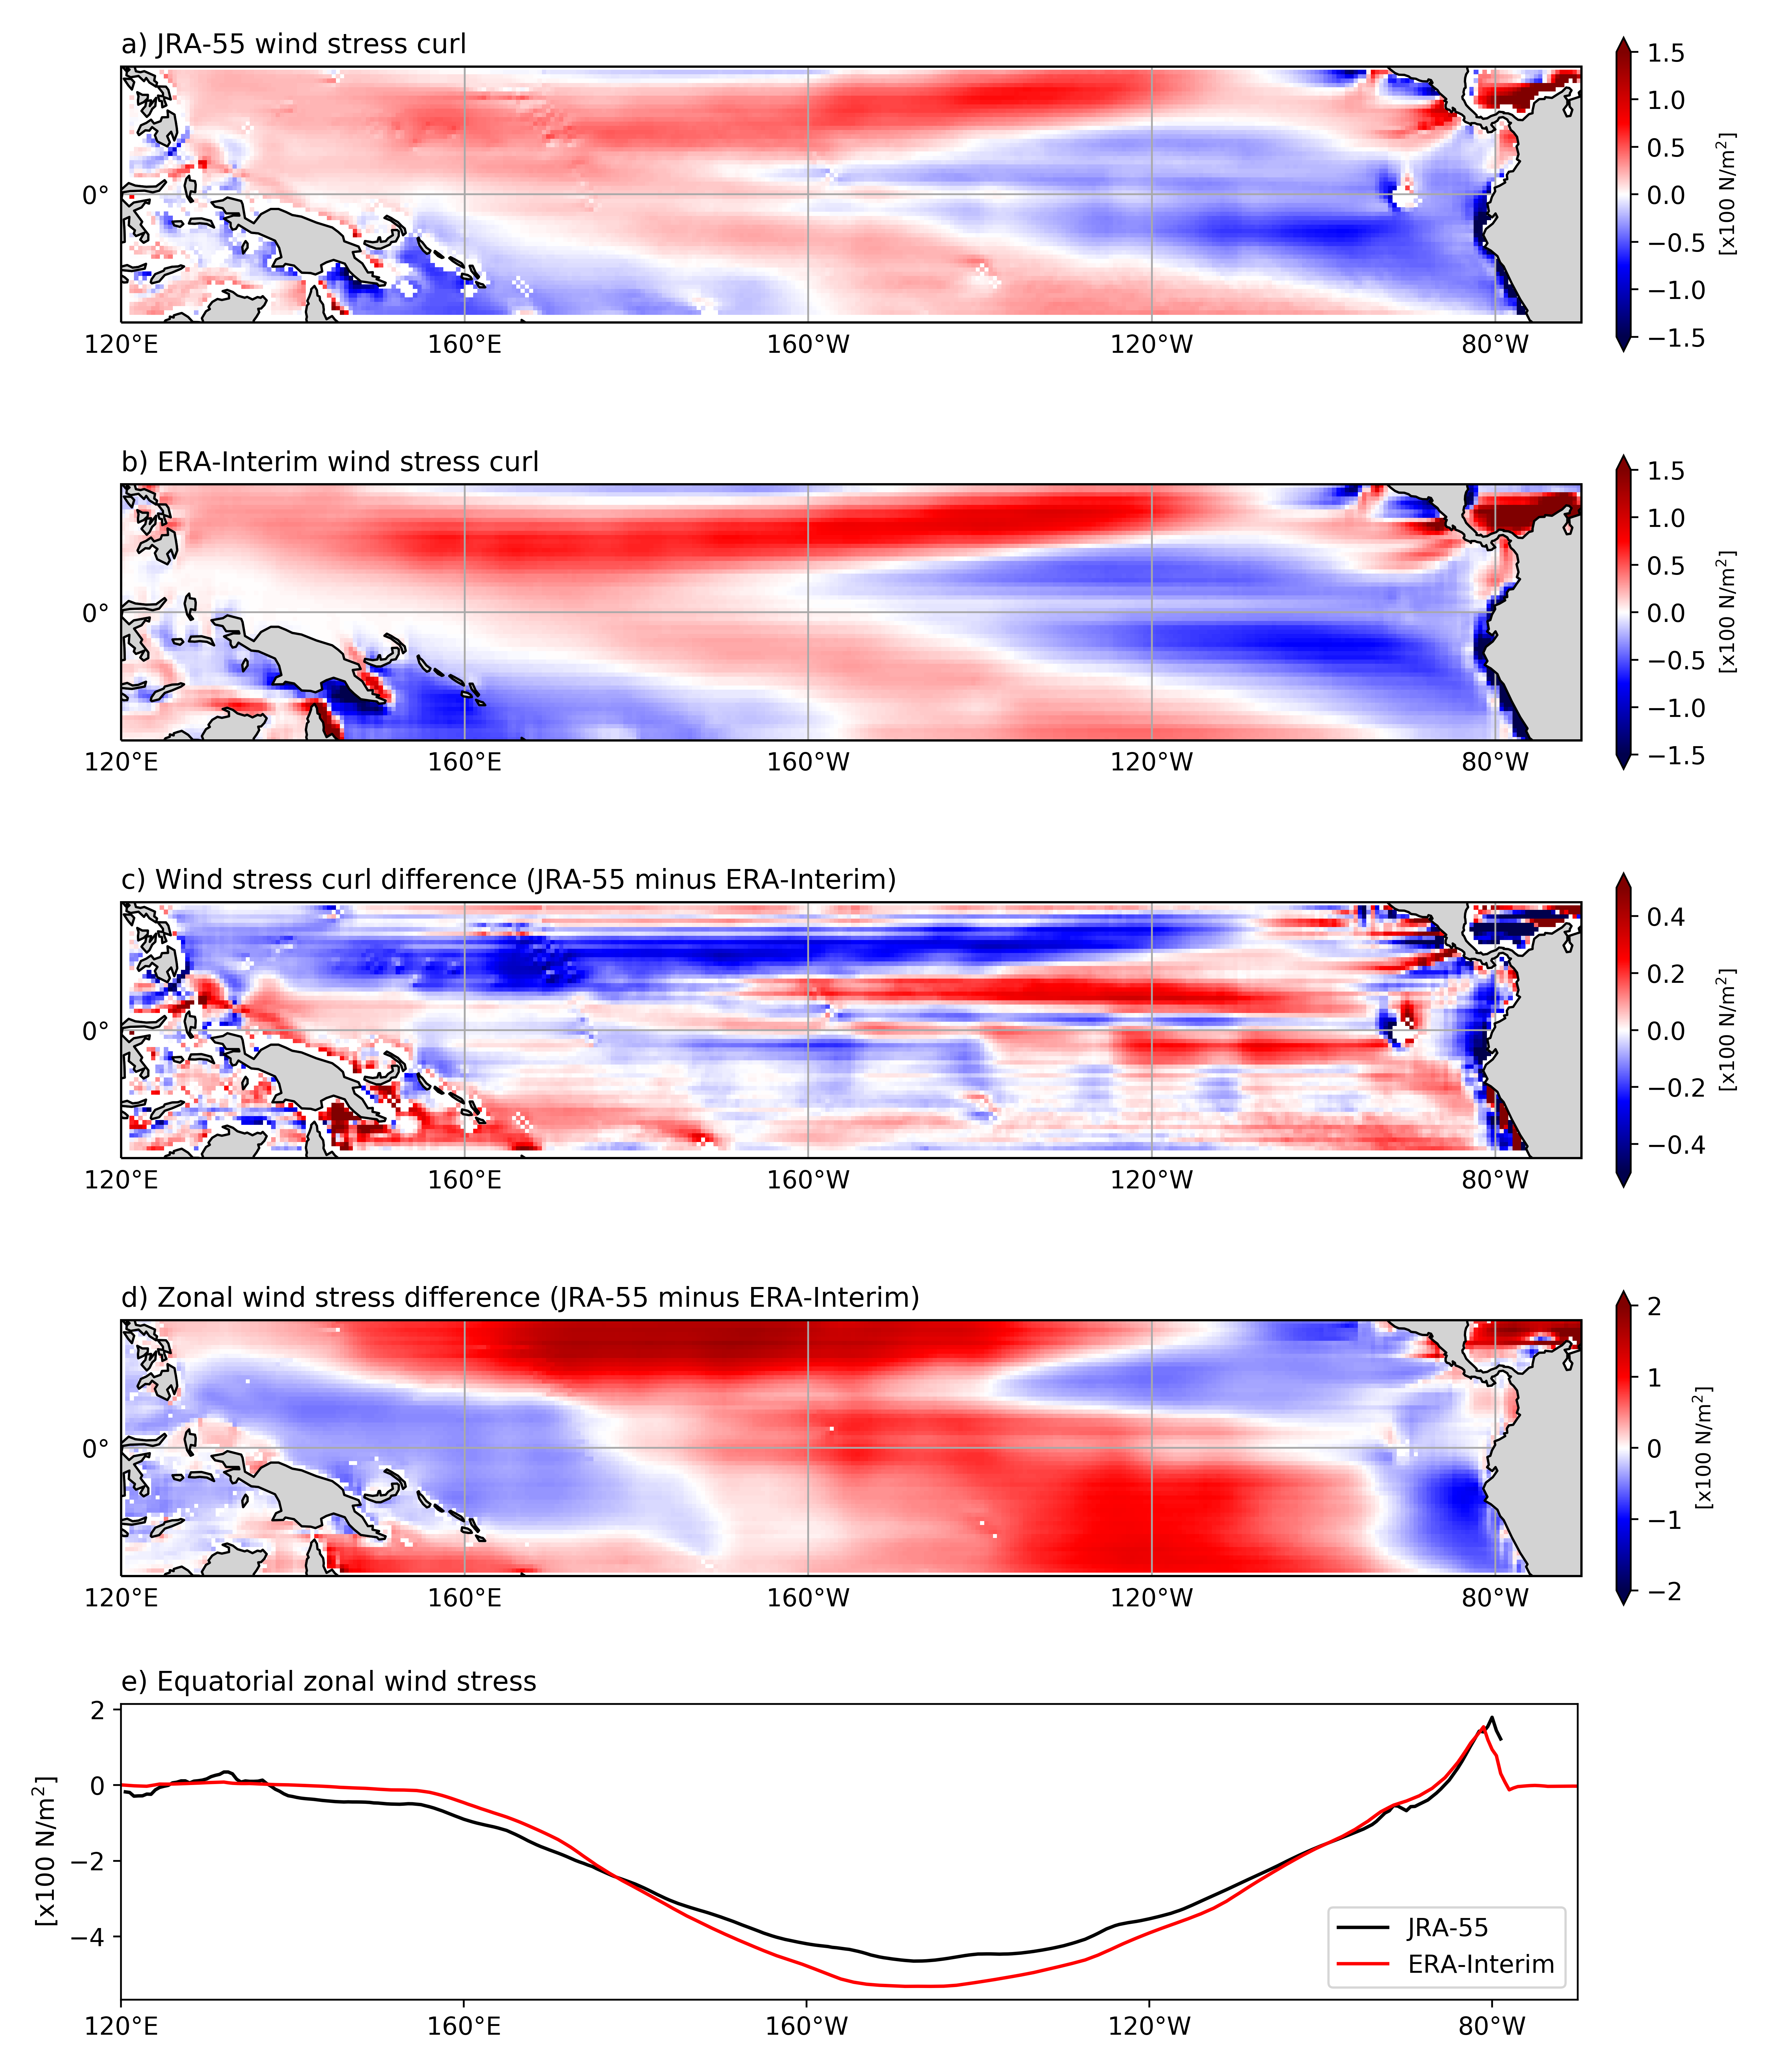 a) JRA-55 wind stress curl
0°
120°E 160°E 160°W 120°W 80°W
1.5
1.0
0.5
0.0
−0.5
−1.0
−1.5
[x100 N/m²]
b) ERA-Interim wind stress curl
0°
120°E 160°E 160°W 120°W 80°W
1.5
1.0
0.5
0.0
−0.5
−1.0
−1.5
[x100 N/m²]
c) Wind stress curl difference (JRA-55 minus ERA-Interim)
0°
120°E 160°E 160°W 120°W 80°W
0.4
0.2
0.0
−0.2
−0.4
[x100 N/m²]
d) Zonal wind stress difference (JRA-55 minus ERA-Interim)
0°
120°E 160°E 160°W 120°W 80°W
2
1
0
−1
−2
[x100 N/m²]
e) Equatorial zonal wind stress
[x100 N/m²]
2
0
−2
−4
120°E 160°E 160°W 120°W 80°W
JRA-55
ERA-Interim